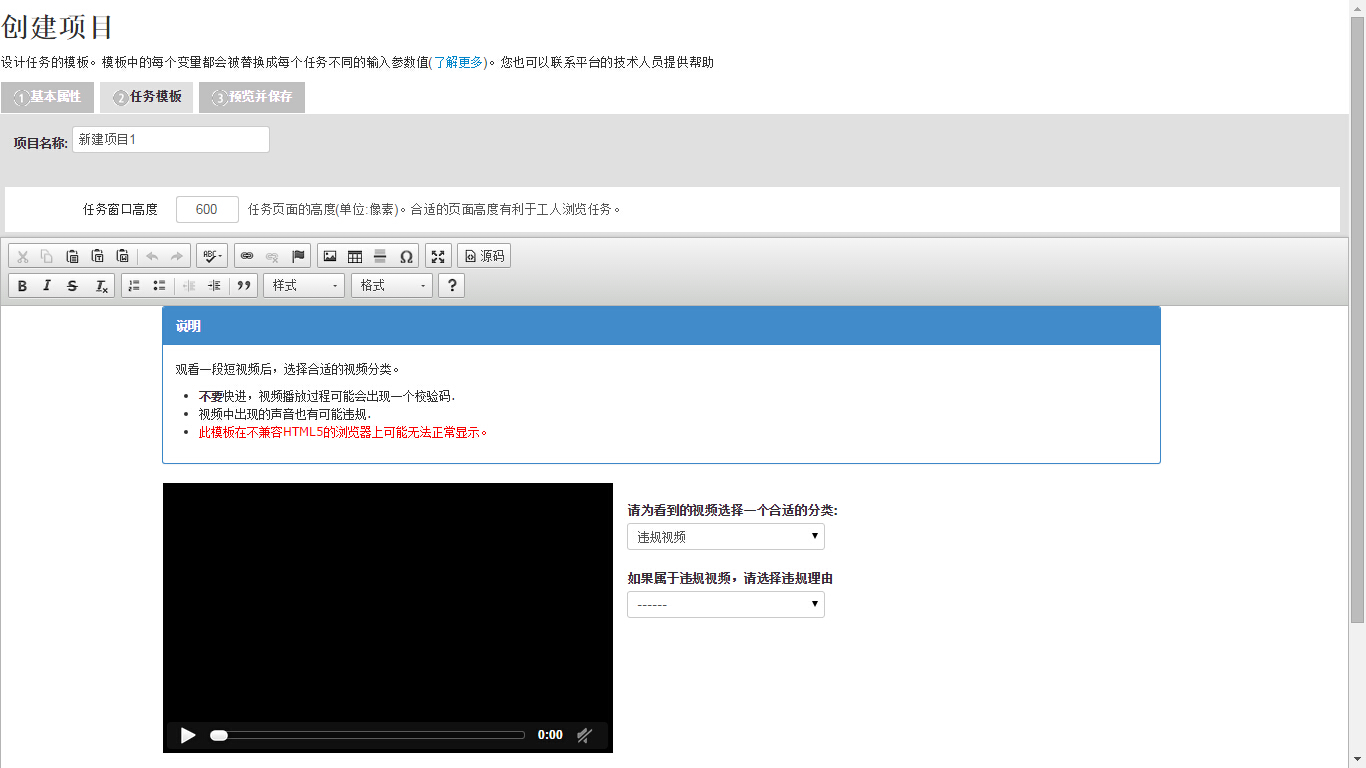 创建项目
设计任务的模板。模板中的每个变量都会被替换成每个任务不同的输入参数值(了解更多)。您也可以联系平台的技术人员提供帮助
1 基本属性 2 任务模板 3 预览并保存
项目名称: 新建项目1
任务窗口高度 600 任务页面的高度(单位:像素)。合适的页面高度有利于工人浏览任务。
ABC Ω 源码
B I S Tx 样式 格式 ?
说明
观看一段短视频后，选择合适的视频分类。
• 不要快进，视频播放过程可能会出现一个校验码.
• 视频中出现的声音也有可能违规.
• 此模板在不兼容HTML5的浏览器上可能无法正常显示。
请为看到的视频选择一个合适的分类:
违规视频
如果属于违规视频，请选择违规理由
------
0:00